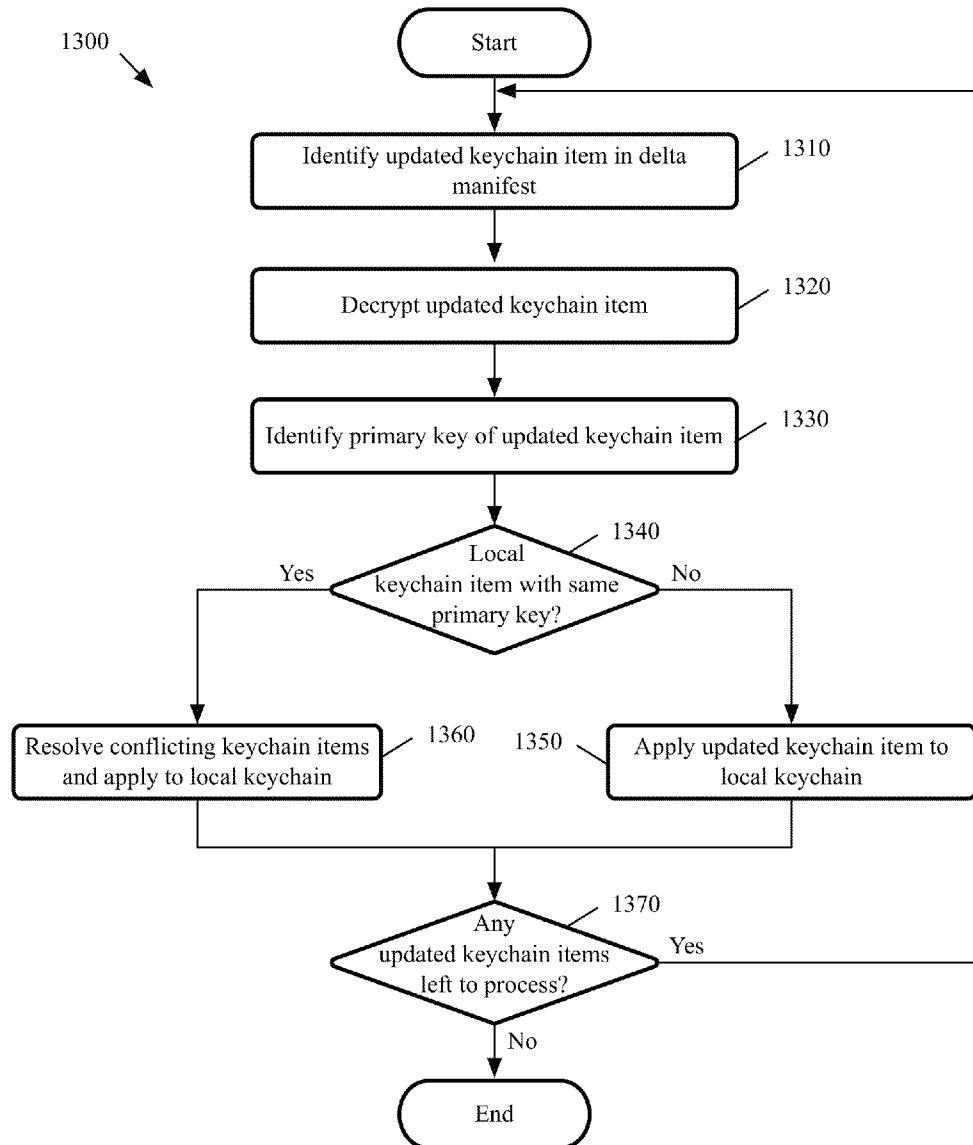 1300
Start
Identify updated keychain item in delta
manifest
1310
Decrypt updated keychain item
1320
Identify primary key of updated keychain item
1330
Local
keychain item with same
primary key?
1340
Yes
No
Resolve conflicting keychain items
and apply to local keychain
1360
1350
Apply updated keychain item to
local keychain
Any
updated keychain items
left to process?
1370
Yes
No
End